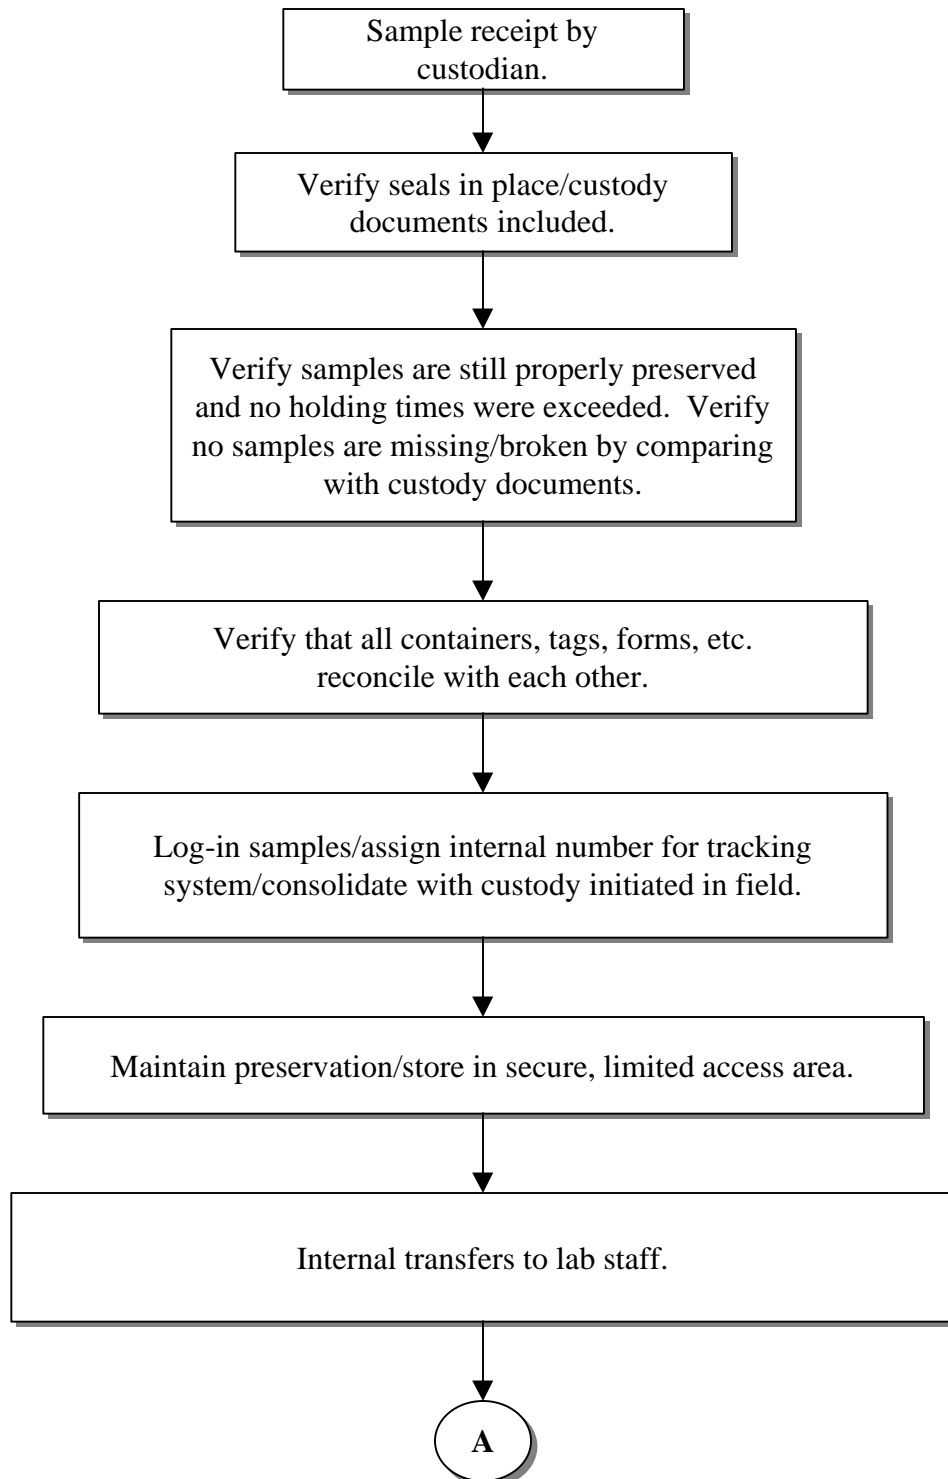 Sample receipt by
custodian.
Verify seals in place/custody
documents included.
Verify samples are still properly preserved
and no holding times were exceeded.  Verify
no samples are missing/broken by comparing
with custody documents.
Verify that all containers, tags, forms, etc.
reconcile with each other.
Log-in samples/assign internal number for tracking
system/consolidate with custody initiated in field.
Maintain preservation/store in secure, limited access area.
Internal transfers to lab staff.
A